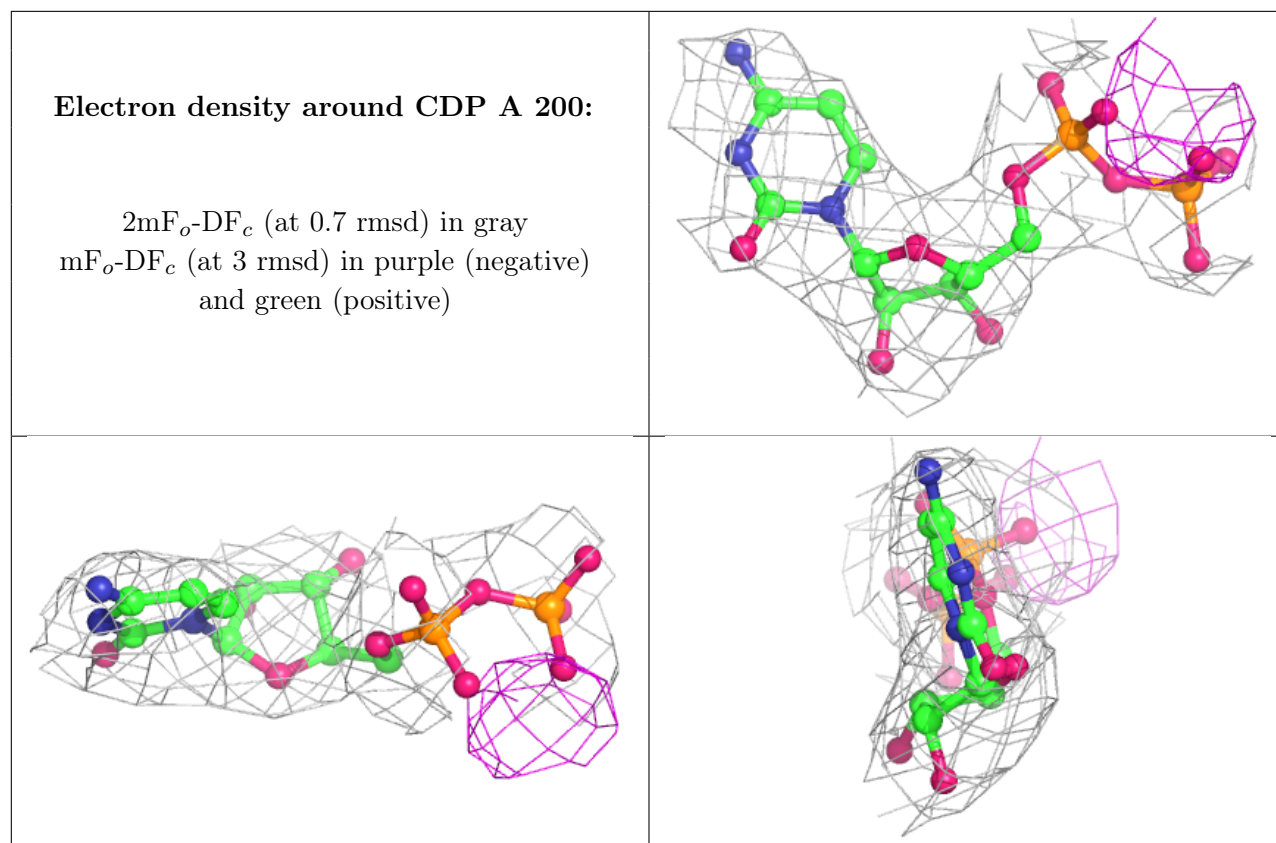 Electron density around CDP A 200:
2mFₒ-DF𝒸 (at 0.7 rmsd) in gray
mFₒ-DF𝒸 (at 3 rmsd) in purple (negative)
and green (positive)